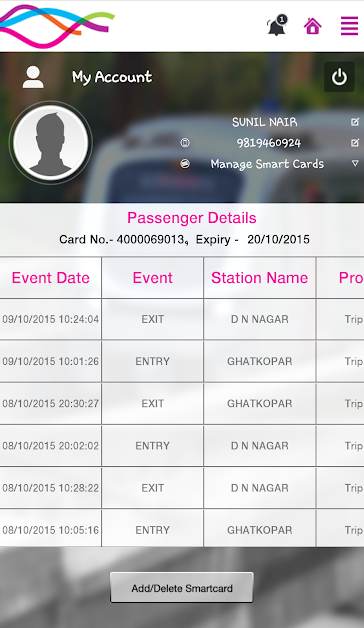 1
My Account
SUNIL NAIR
9819460924
Manage Smart Cards
Passenger Details
Card No.- 4000069013, Expiry - 20/10/2015
Event Date Event Station Name Pro
09/10/2015 10:24:04 EXIT D N NAGAR Trip
09/10/2015 10:01:26 ENTRY GHATKOPAR Trip
08/10/2015 20:30:27 EXIT GHATKOPAR Trip
08/10/2015 20:02:02 ENTRY D N NAGAR Trip
08/10/2015 10:28:22 EXIT D N NAGAR Trip
08/10/2015 10:05:16 ENTRY GHATKOPAR Trip
Add/Delete Smartcard